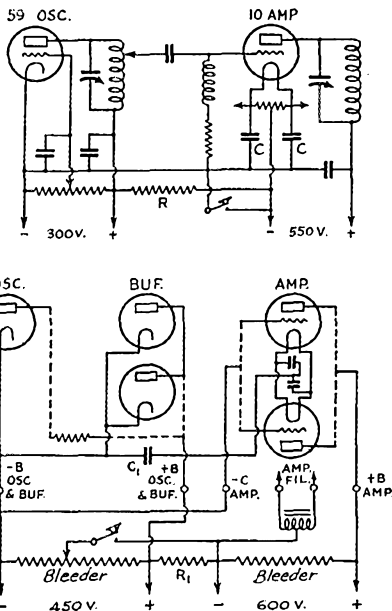 59 OSC.
10 AMP
C
C
R
- 300V. +
- 550V. +
OSC.
BUF.
AMP.
-B OSC & BUF.
C1
+B OSC. & BUF.
-C AMP.
AMP. FIL.
+B AMP.
Bleeder
R1
Bleeder
- 450 V. +
- 600 V. +